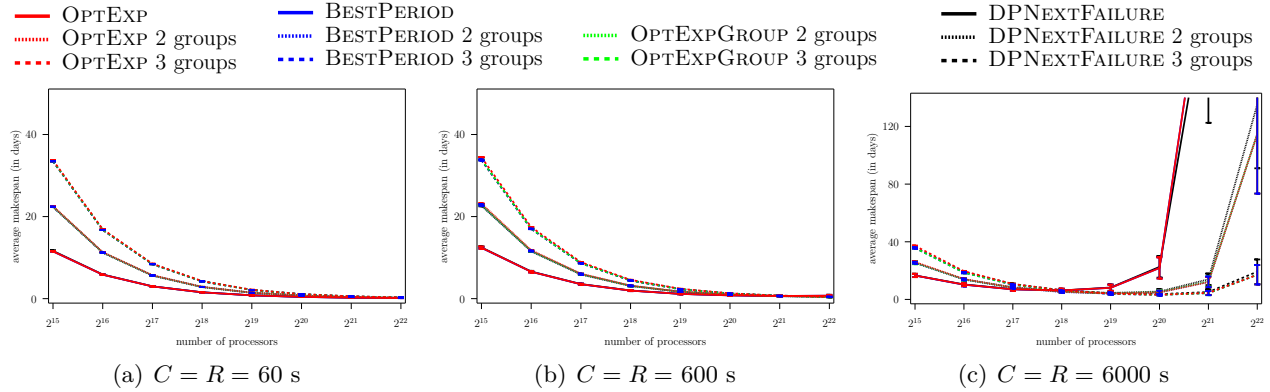 OPTEXP
OPTEXP 2 groups
OPTEXP 3 groups
BESTPERIOD
BESTPERIOD 2 groups
BESTPERIOD 3 groups
OPTEXPGROUP 2 groups
OPTEXPGROUP 3 groups
DPNEXTFAILURE
DPNEXTFAILURE 2 groups
DPNEXTFAILURE 3 groups
average makespan (in days)
40
20
0
2^15 2^16 2^17 2^18 2^19 2^20 2^21 2^22
number of processors
(a) C = R = 60 s
average makespan (in days)
40
20
0
2^15 2^16 2^17 2^18 2^19 2^20 2^21 2^22
number of processors
(b) C = R = 600 s
average makespan (in days)
120
80
40
0
2^15 2^16 2^17 2^18 2^19 2^20 2^21 2^22
number of processors
(c) C = R = 6000 s